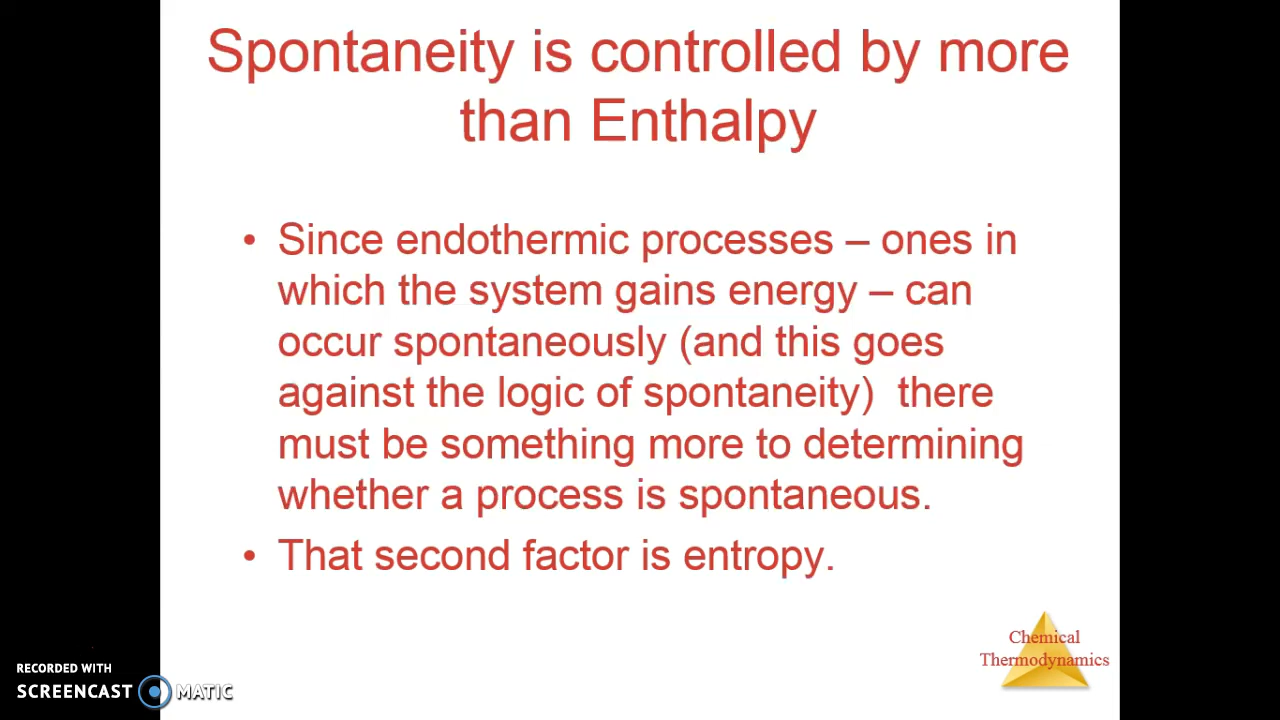 Spontaneity is controlled by more
than Enthalpy
• Since endothermic processes – ones in
which the system gains energy – can
occur spontaneously (and this goes
against the logic of spontaneity)  there
must be something more to determining
whether a process is spontaneous.
• That second factor is entropy.
Chemical
Thermodynamics
RECORDED WITH
SCREENCAST MATIC